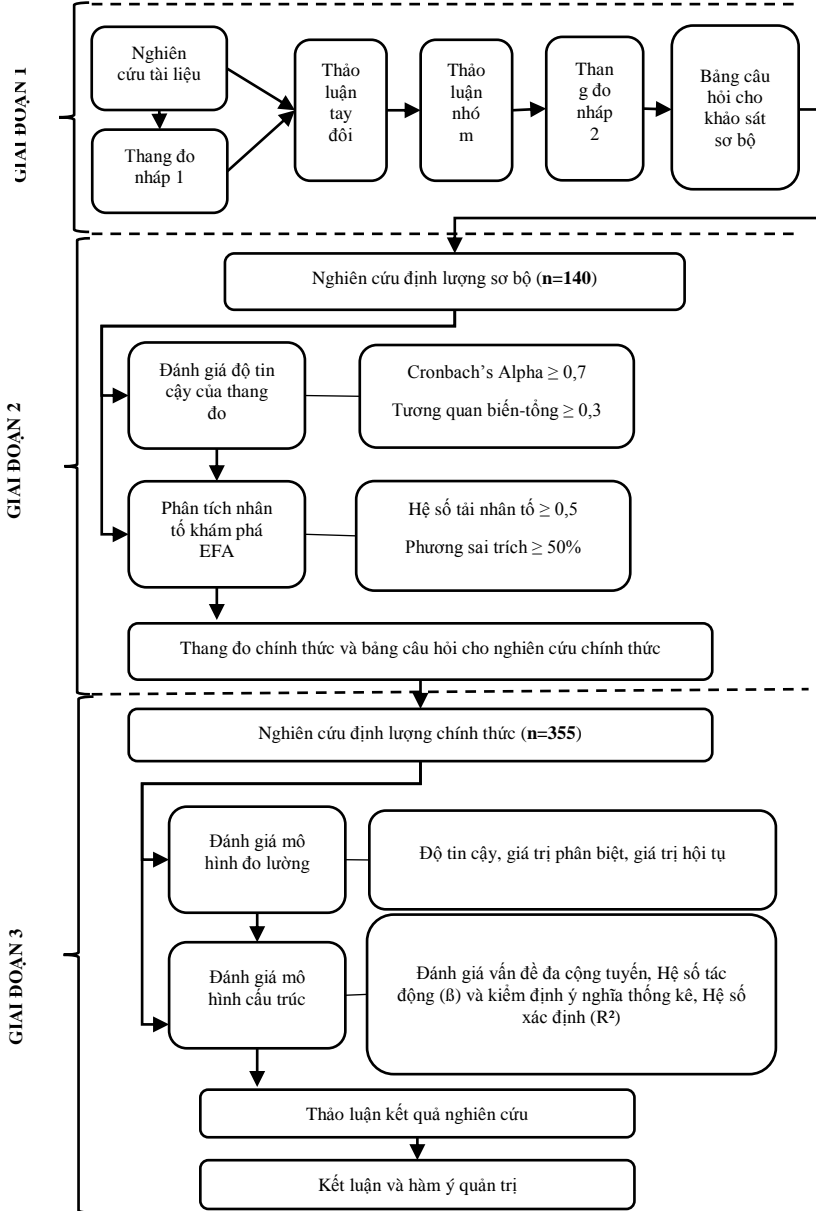 GIAI ĐOẠN 1
Nghiên
cứu tài liệu
Thang đo
nháp 1
Thảo
luận
tay
đôi
Thảo
luận
nhó
m
Than
g đo
nháp
2
Bảng câu
hỏi cho
khảo sát
sơ bộ
GIAI ĐOẠN 2
Nghiên cứu định lượng sơ bộ (n=140)
Đánh giá độ tin
cậy của thang
đo
Cronbach’s Alpha ≥ 0,7
Tương quan biến-tổng ≥ 0,3
Phân tích nhân
tố khám phá
EFA
Hệ số tải nhân tố ≥ 0,5
Phương sai trích ≥ 50%
Thang đo chính thức và bảng câu hỏi cho nghiên cứu chính thức
GIAI ĐOẠN 3
Nghiên cứu định lượng chính thức (n=355)
Đánh giá mô
hình đo lường
Độ tin cậy, giá trị phân biệt, giá trị hội tụ
Đánh giá mô
hình cấu trúc
Đánh giá vấn đề đa cộng tuyến, Hệ số tác
động (ß) và kiểm định ý nghĩa thống kê, Hệ số
xác định (R²)
Thảo luận kết quả nghiên cứu
Kết luận và hàm ý quản trị